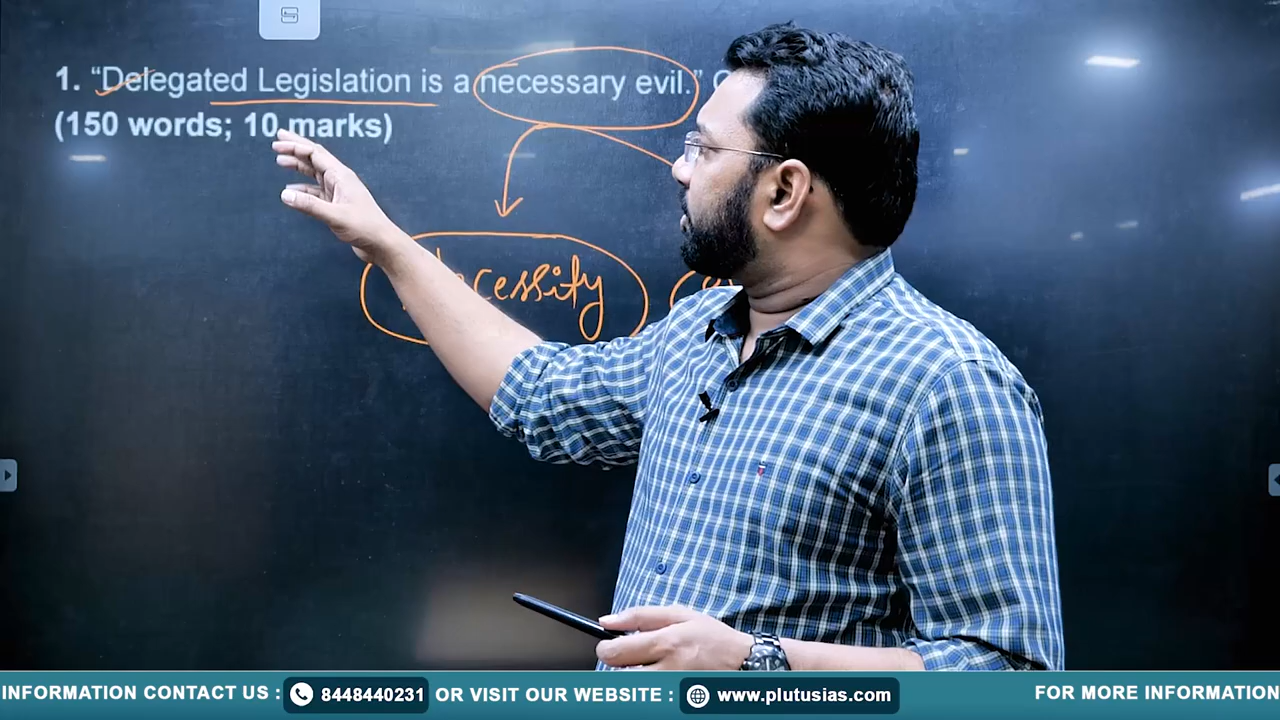 1. “Delegated Legislation is a necessary evil.”
(150 words; 10 marks)
INFORMATION CONTACT US : 8448440231 OR VISIT OUR WEBSITE : www.plutusias.com FOR MORE INFORMATION